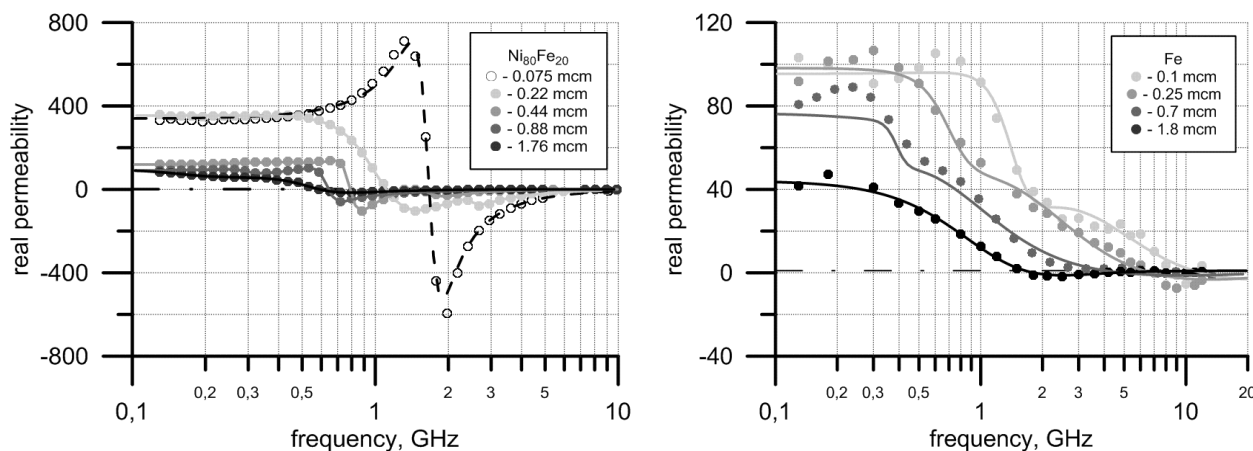 800
400
0
-400
-800
real permeability
Ni80Fe20
- 0.075 mcm
- 0.22 mcm
- 0.44 mcm
- 0.88 mcm
- 1.76 mcm
0,2 0,3 0,5 2 3 5
0,1 1 10
frequency, GHz
120
80
40
0
-40
real permeability
Fe
- 0.1 mcm
- 0.25 mcm
- 0.7 mcm
- 1.8 mcm
0,2 0,3 0,5 2 3 5 20
0,1 1 10
frequency, GHz